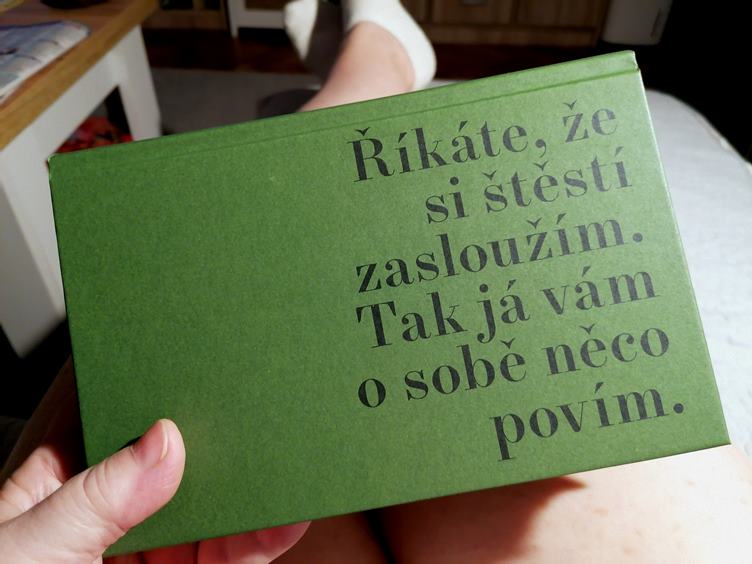 Říkáte, že
si štěstí
zasloužím.
Tak já vám
o sobě něco
povím.